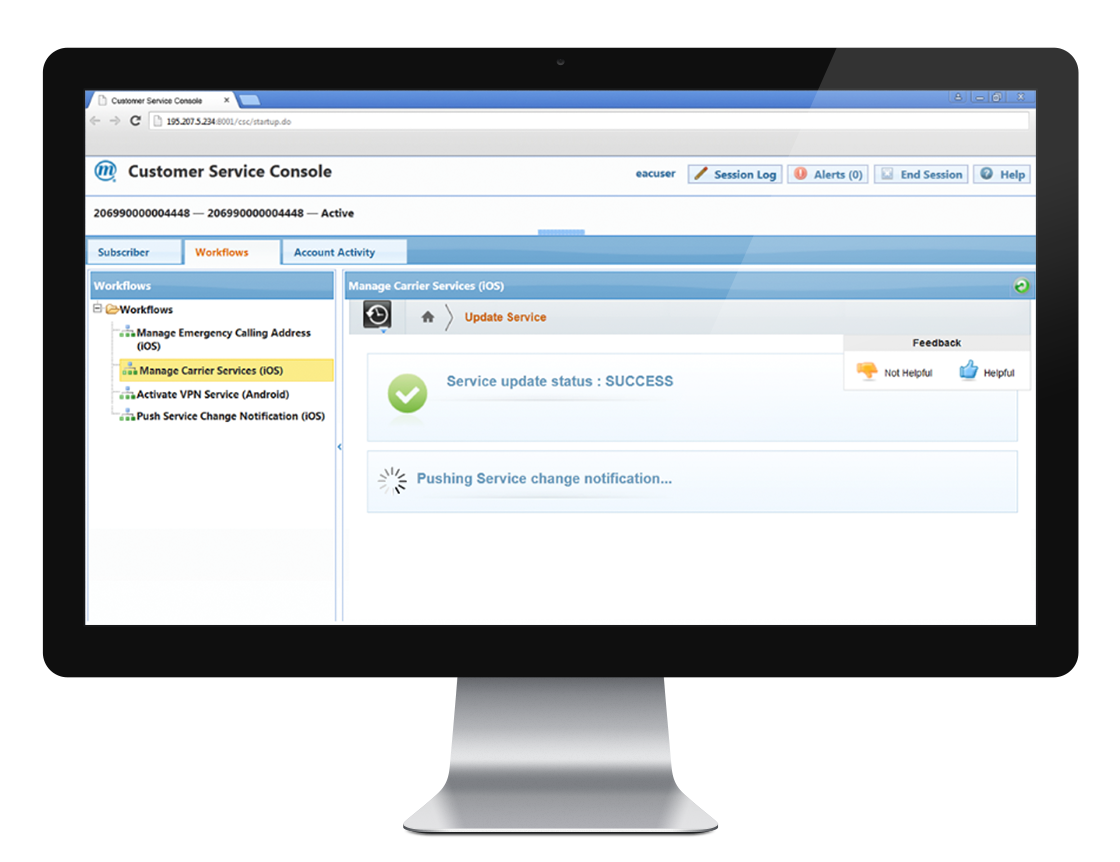 Customer Service Console
195.207.5.234:8001/csc/startup.do
m
Customer Service Console
eacuser
Session Log
Alerts (0)
End Session
Help
206990000004448 — 206990000004448 — Active
Subscriber
Workflows
Account Activity
Workflows
Workflows
Manage Emergency Calling Address
(iOS)
Manage Carrier Services (iOS)
Activate VPN Service (Android)
Push Service Change Notification (iOS)
Manage Carrier Services (iOS)
Update Service
Feedback
Not Helpful
Helpful
Service update status : SUCCESS
Pushing Service change notification...